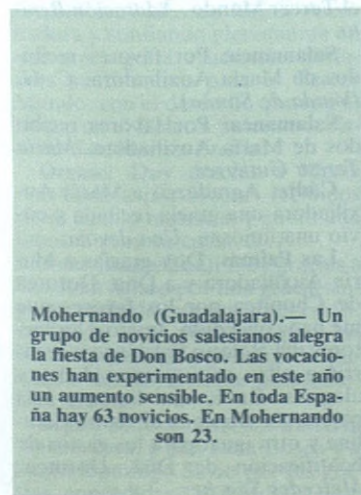 Mohernando (Guadalajara).— Un
grupo de novicios salesianos alegra
la fiesta de Don Bosco. Las vocacio-
nes han experimentado en este año
un aumento sensible. En toda Espa-
ña hay 63 novicios. En Mohernando
son 23.